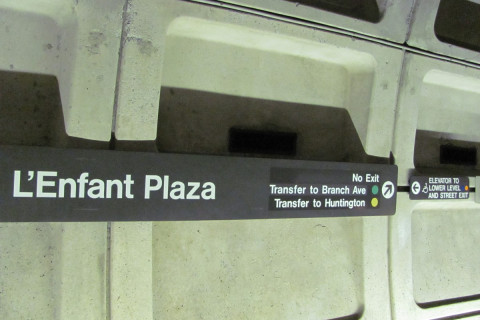 L'Enfant Plaza
No Exit
Transfer to Branch Ave
Transfer to Huntington
ELEVATOR TO
LOWER LEVEL
AND STREET EXIT